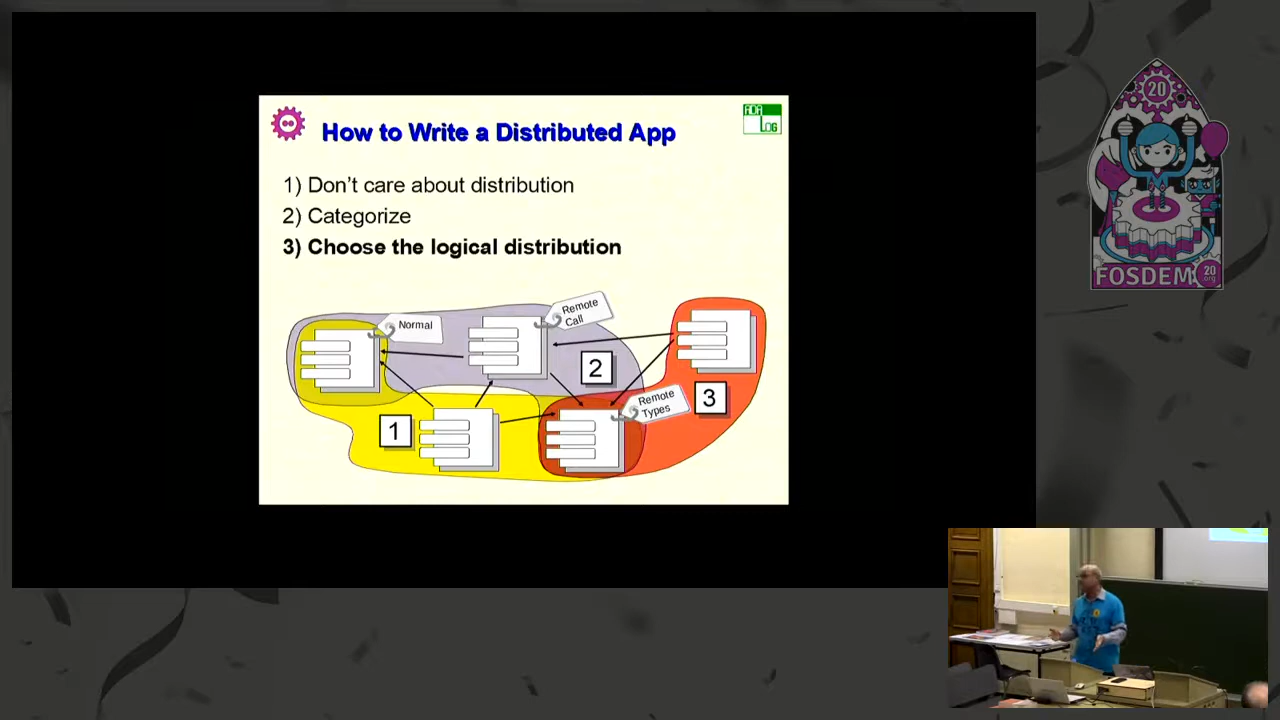 How to Write a Distributed App
ADA
LOG
1) Don't care about distribution
2) Categorize
3) Choose the logical distribution
Normal
Remote
Call
2
Remote
Types
3
1
20
FOSDEM
20
.org